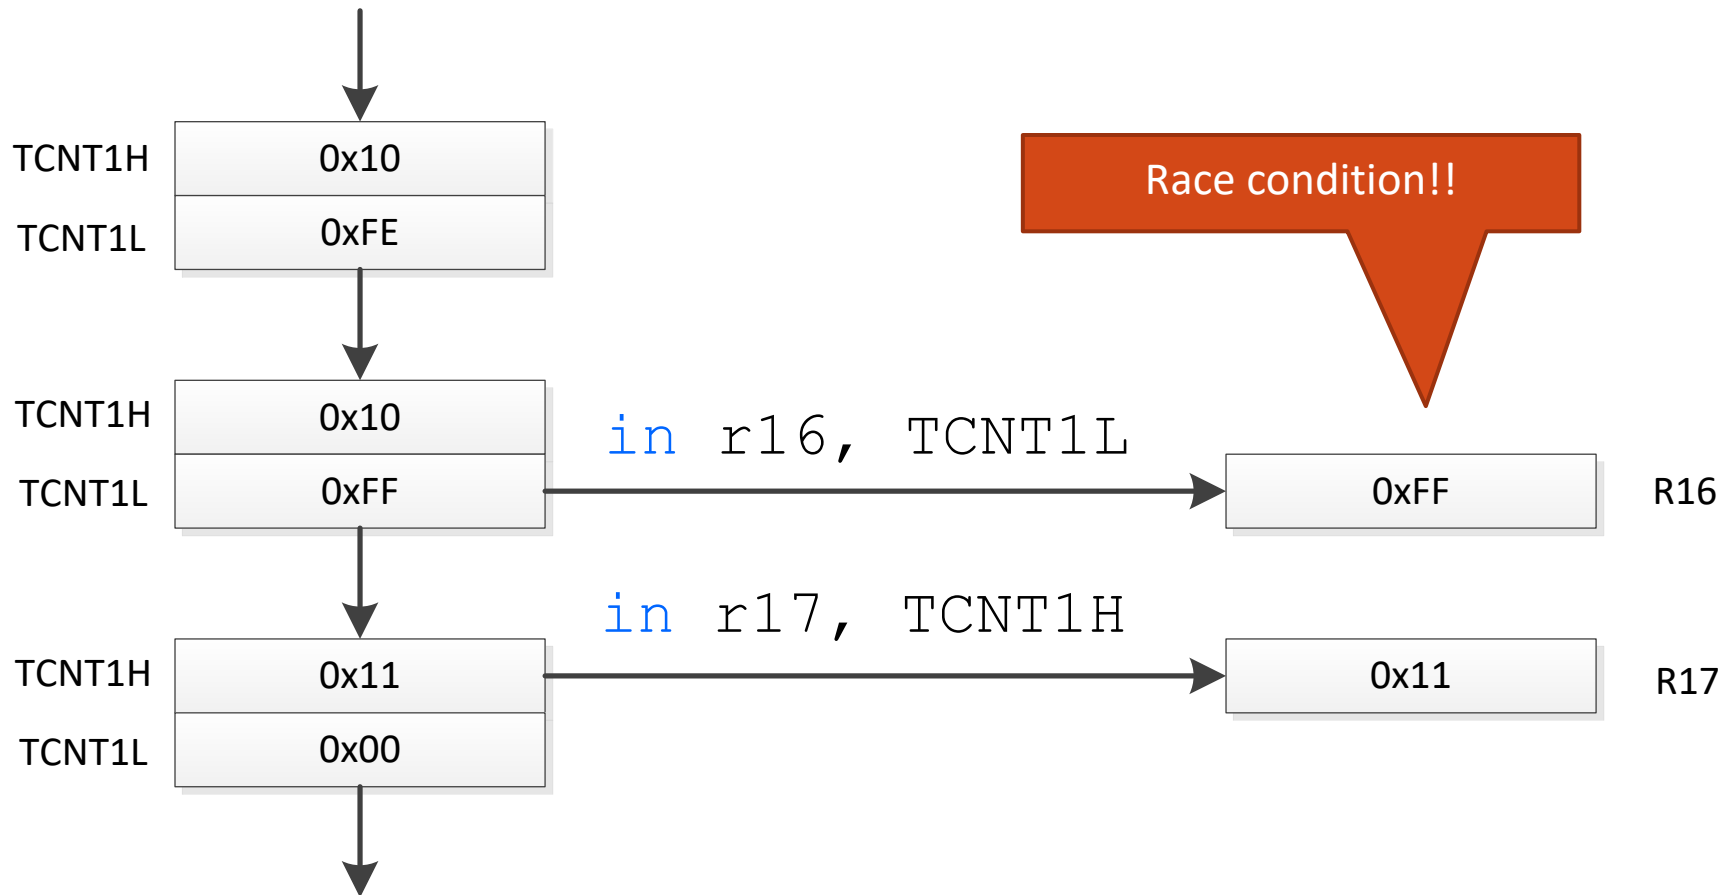 TCNT1H
0x10
Race condition!!
TCNT1L
0xFE
TCNT1H
0x10
in r16, TCNT1L
TCNT1L
0xFF
0xFF
R16
in r17, TCNT1H
TCNT1H
0x11
0x11
R17
TCNT1L
0x00